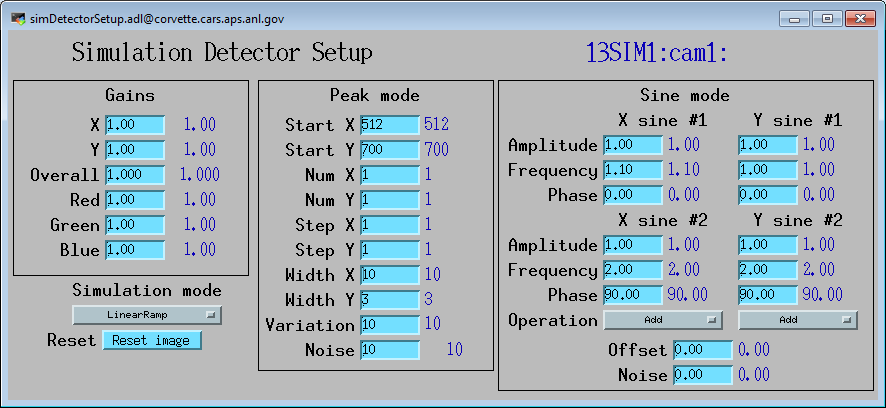 simDetectorSetup.adl@corvette.cars.aps.anl.gov
Simulation Detector Setup 13SIM1:cam1:
Gains
X 1.00 1.00
Y 1.00 1.00
Overall 1.000 1.000
Red 1.00 1.00
Green 1.00 1.00
Blue 1.00 1.00
Simulation mode
LinearRamp
Reset Reset image
Peak mode
Start X 512 512
Start Y 700 700
Num X 1 1
Num Y 1 1
Step X 1 1
Step Y 1 1
Width X 10 10
Width Y 3 3
Variation 10 10
Noise 10 10
Sine mode
X sine #1 Y sine #1
Amplitude 1.00 1.00 1.00 1.00
Frequency 1.10 1.10 1.00 1.00
Phase 0.00 0.00 0.00 0.00
X sine #2 Y sine #2
Amplitude 1.00 1.00 1.00 1.00
Frequency 2.00 2.00 2.00 2.00
Phase 90.00 90.00 90.00 90.00
Operation Add Add
Offset 0.00 0.00
Noise 0.00 0.00